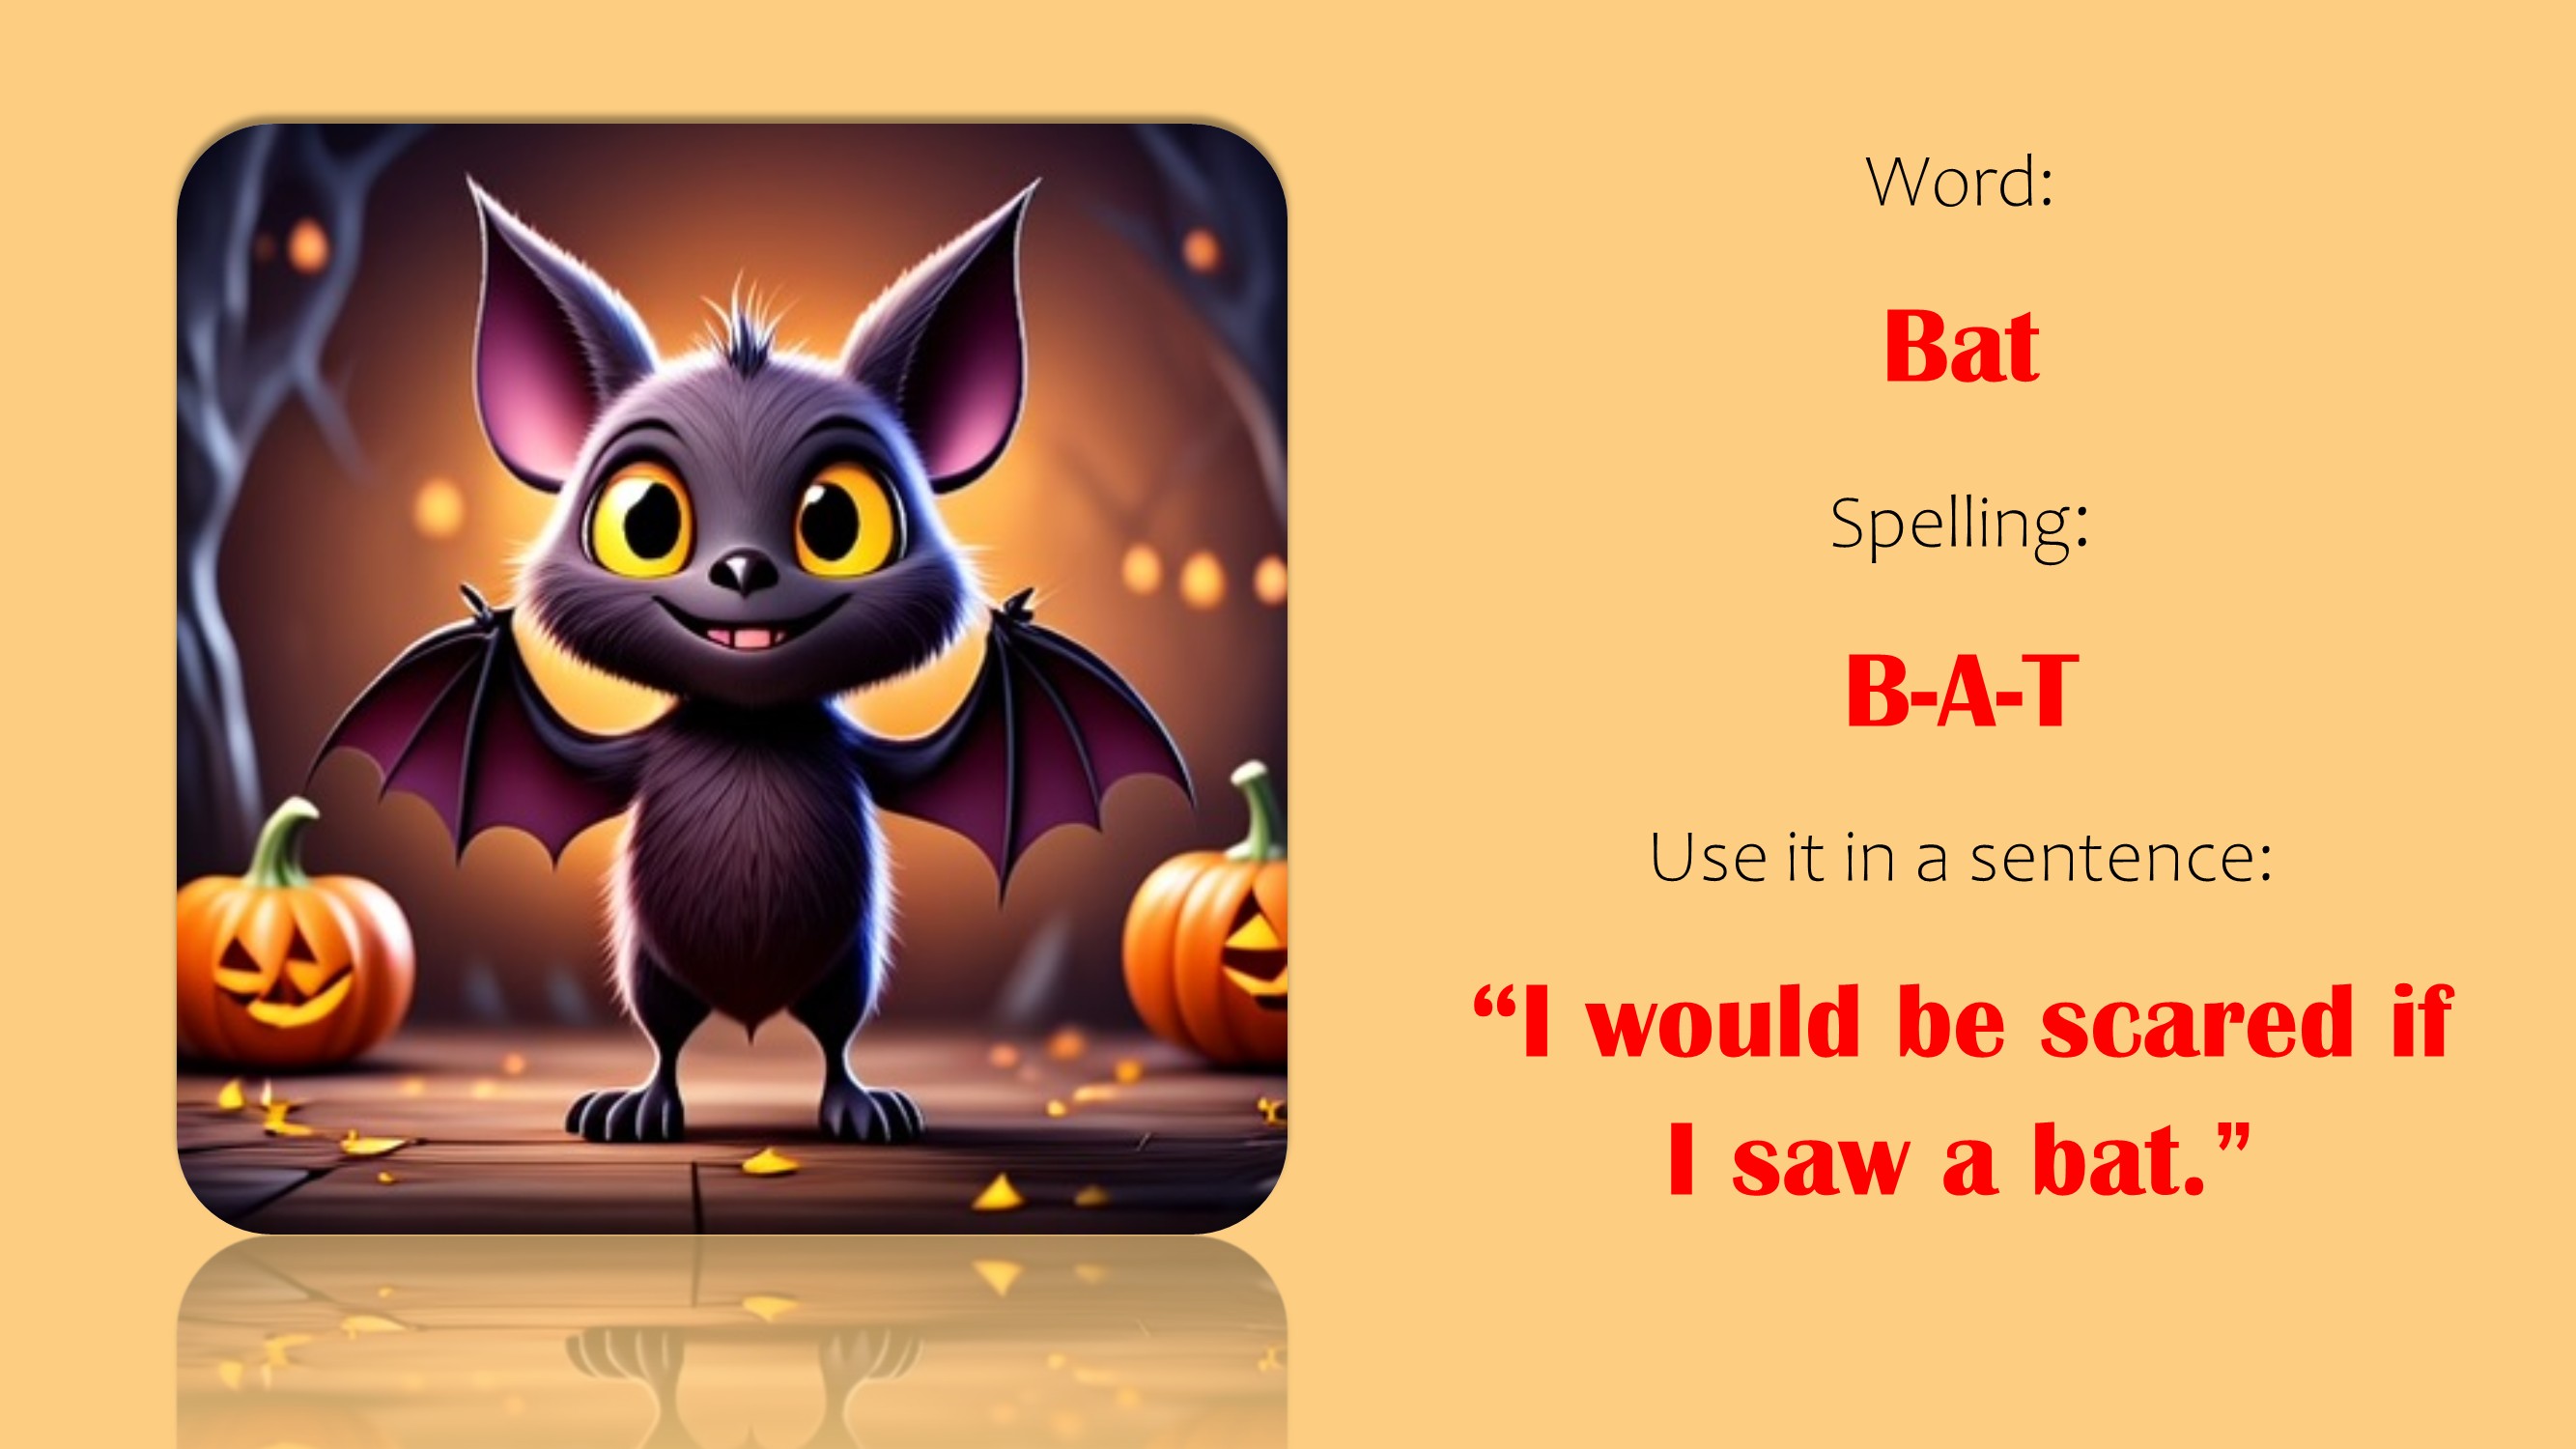 Word:
Bat
Spelling:
B-A-T
Use it in a sentence:
“I would be scared if
I saw a bat.”